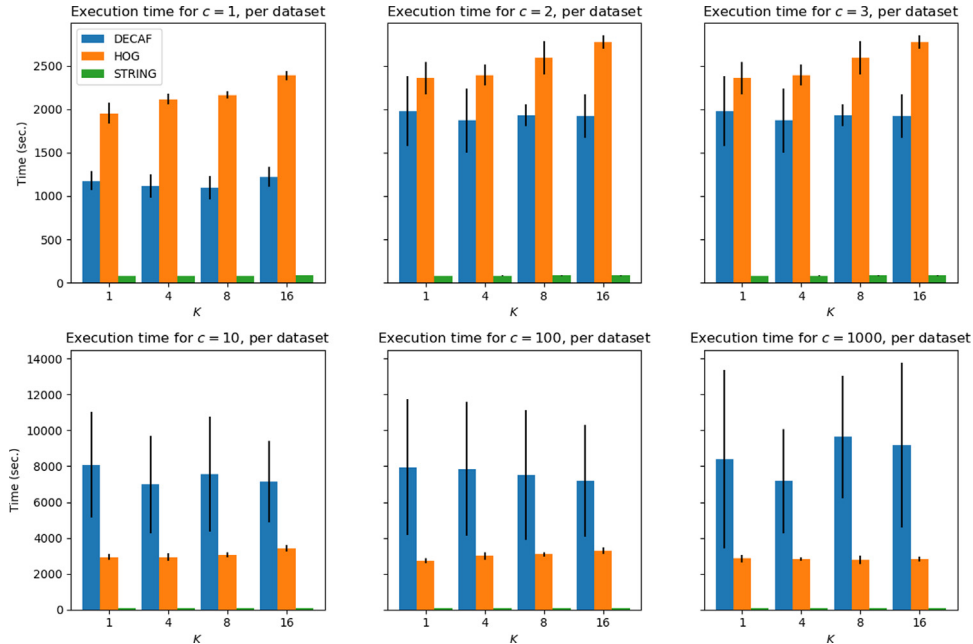 Execution time for c = 1, per dataset
Execution time for c = 2, per dataset
Execution time for c = 3, per dataset
DECAF
HOG
STRING
2500
2000
1500
1000
500
0
Time (sec.)
1 4 8 16
1 4 8 16
1 4 8 16
K
K
K
Execution time for c = 10, per dataset
Execution time for c = 100, per dataset
Execution time for c = 1000, per dataset
14000
12000
10000
8000
6000
4000
2000
0
Time (sec.)
1 4 8 16
1 4 8 16
1 4 8 16
K
K
K